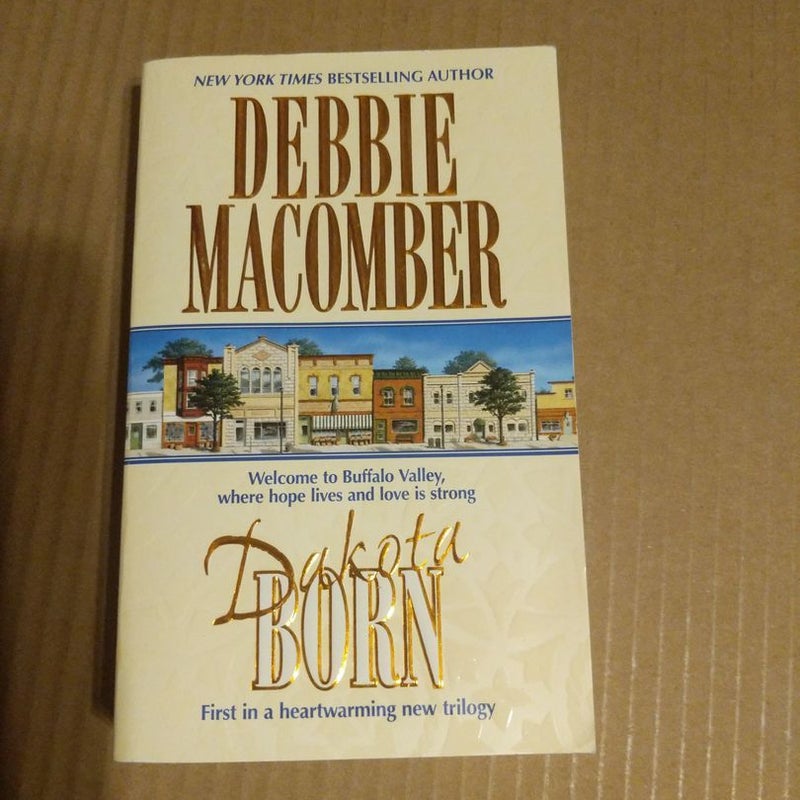 NEW YORK TIMES BESTSELLING AUTHOR
DEBBIE
MACOMBER
Welcome to Buffalo Valley,
where hope lives and love is strong
Dakota
BORN
First in a heartwarming new trilogy